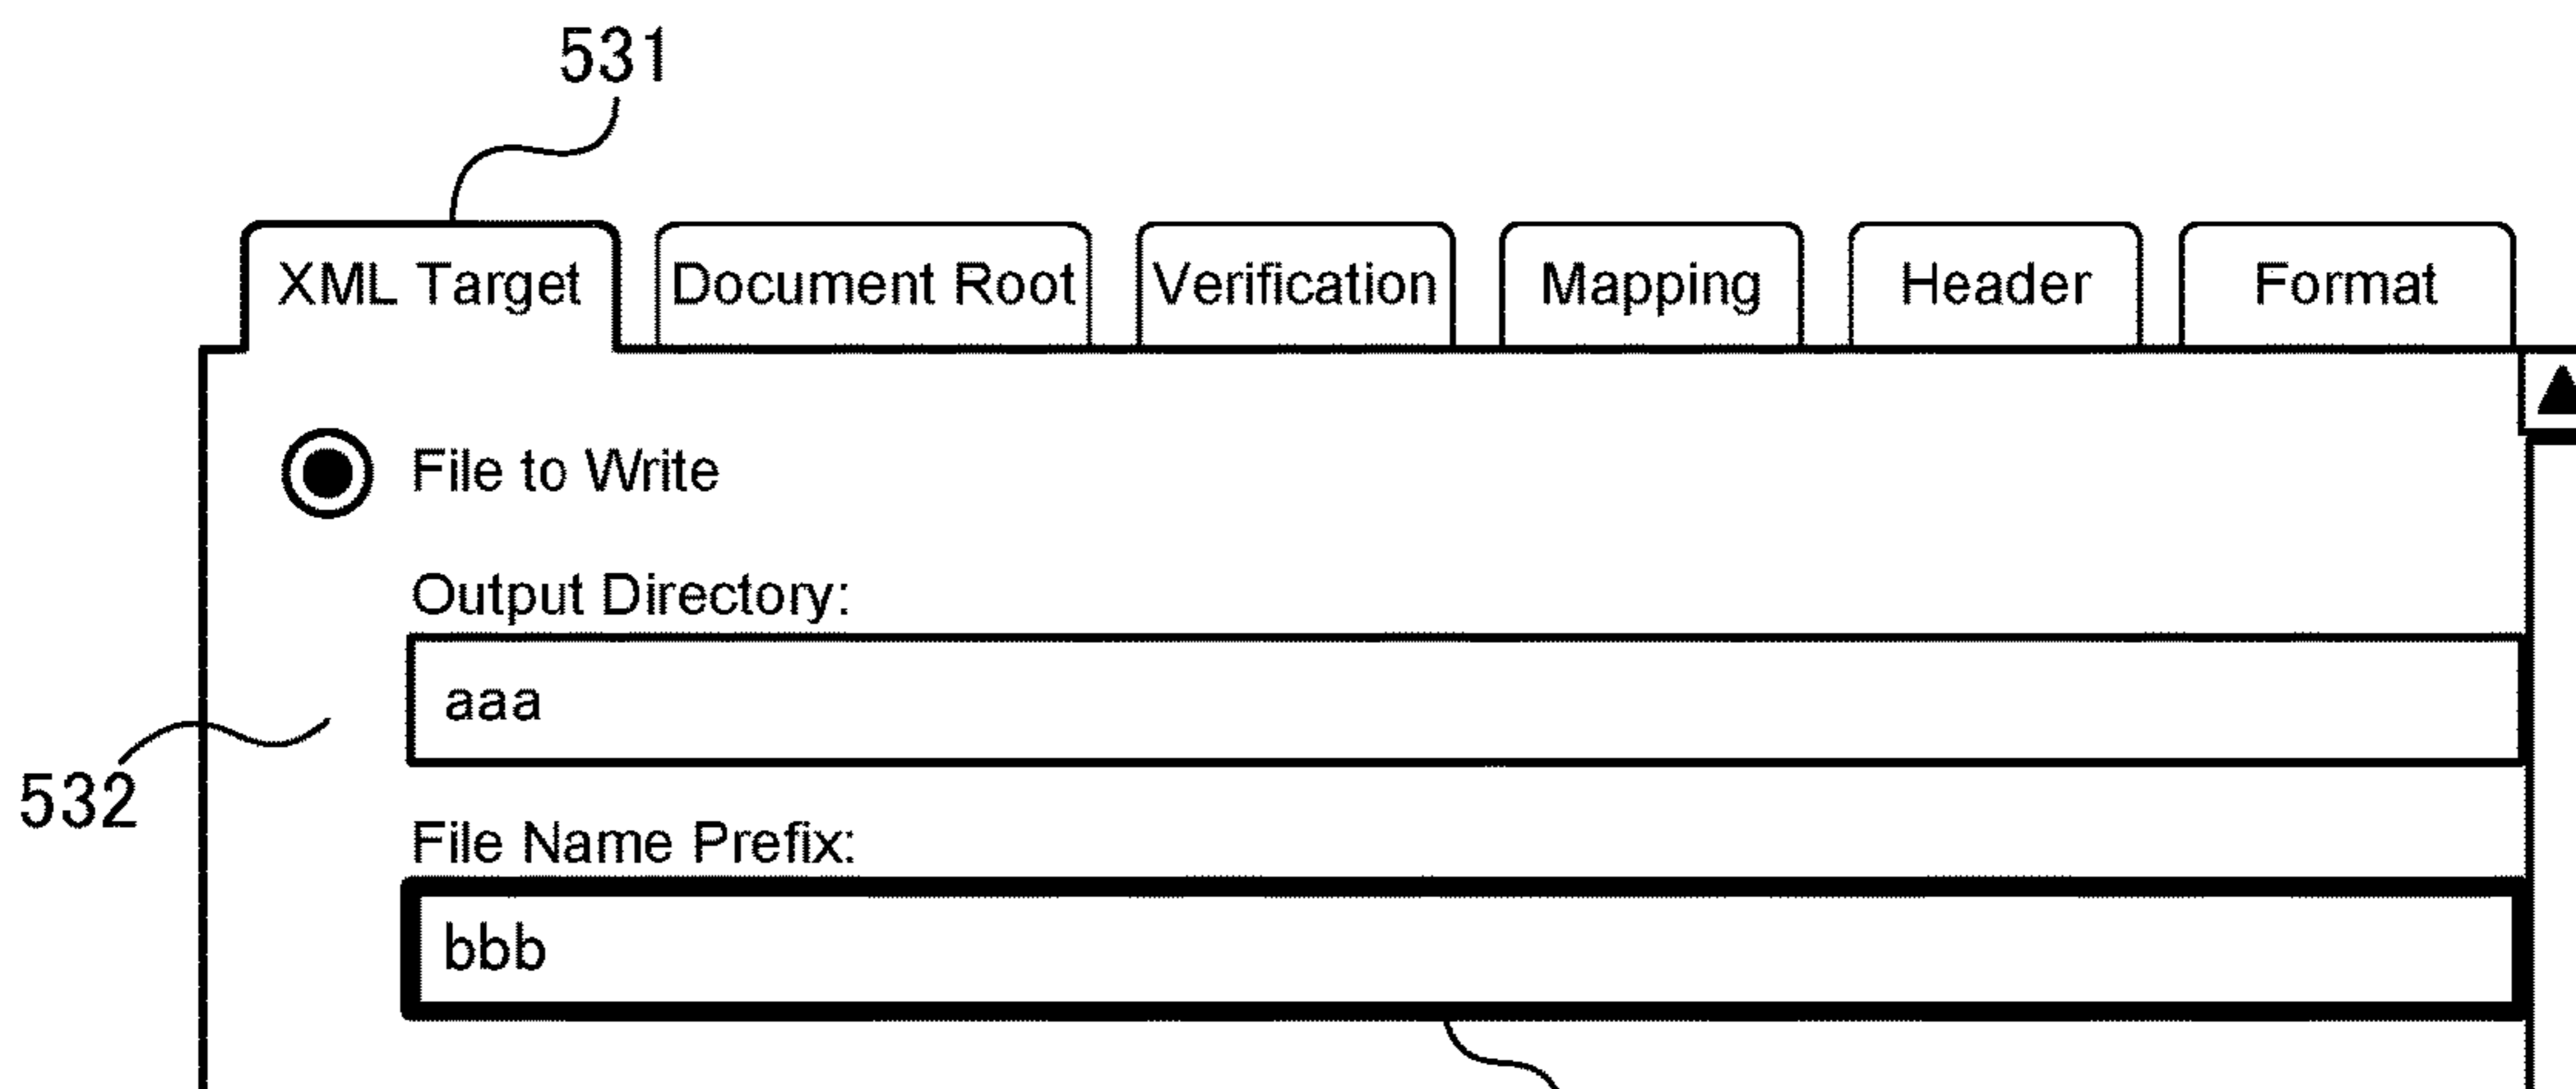 531
XML Target Document Root Verification Mapping Header Format
File to Write
Output Directory:
aaa
532
File Name Prefix:
bbb